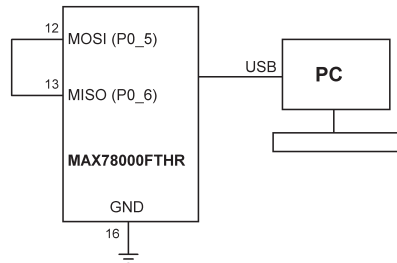 12
MOSI (P0_5)
USB
PC
13
MISO (P0_6)
MAX78000FTHR
GND
16